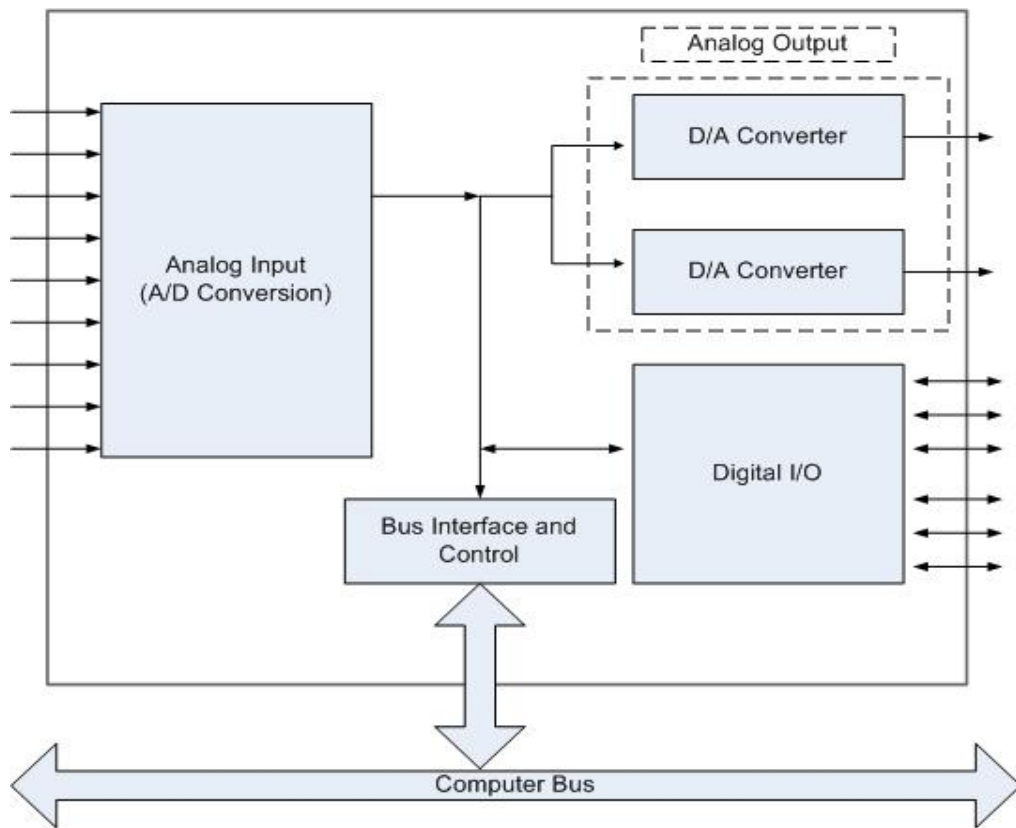 Analog Output
D/A Converter
D/A Converter
Analog Input
(A/D Conversion)
Digital I/O
Bus Interface and
Control
Computer Bus